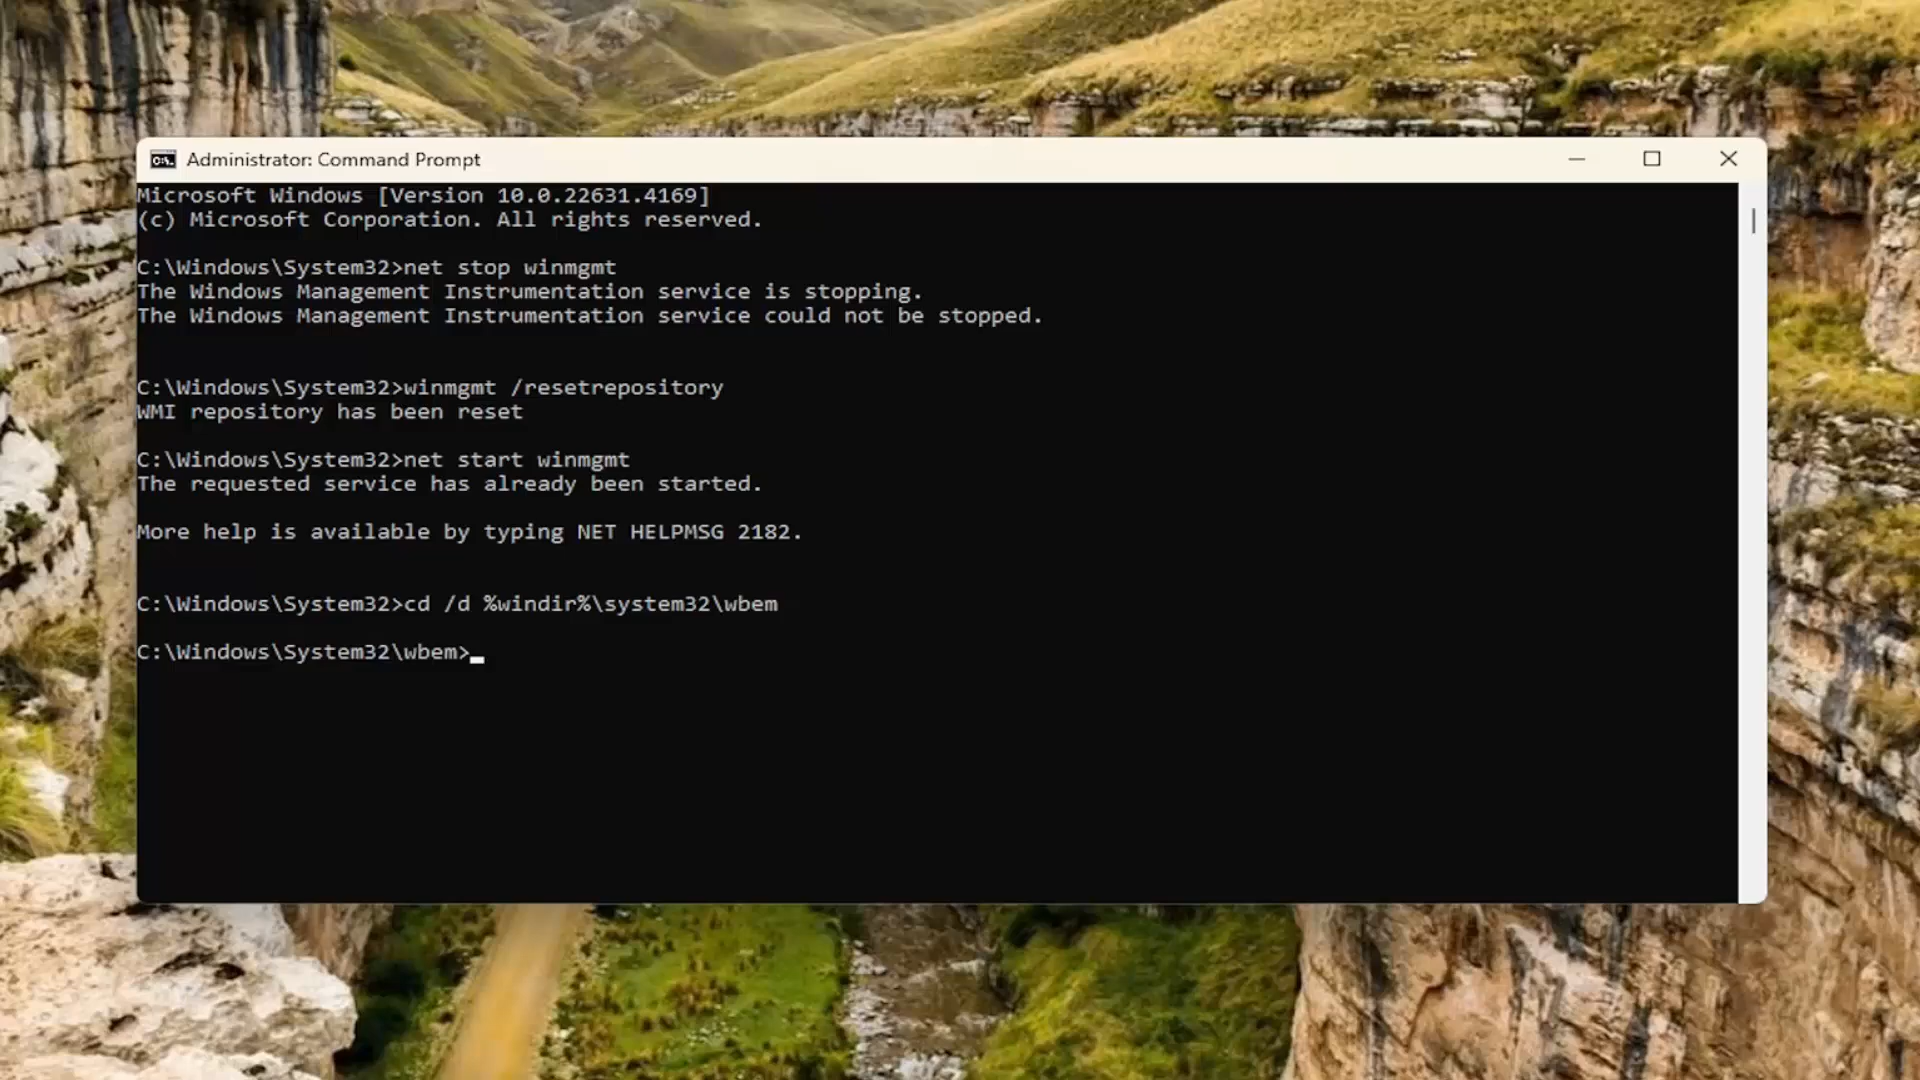 Administrator: Command Prompt
Microsoft Windows [Version 10.0.22631.4169]
(c) Microsoft Corporation. All rights reserved.
C:\Windows\System32>net stop winmgmt
The Windows Management Instrumentation service is stopping.
The Windows Management Instrumentation service could not be stopped.
C:\Windows\System32>winmgmt /resetrepository
WMI repository has been reset
C:\Windows\System32>net start winmgmt
The requested service has already been started.
More help is available by typing NET HELPMSG 2182.
C:\Windows\System32>cd /d %windir%\system32\wbem
C:\Windows\System32\wbem>